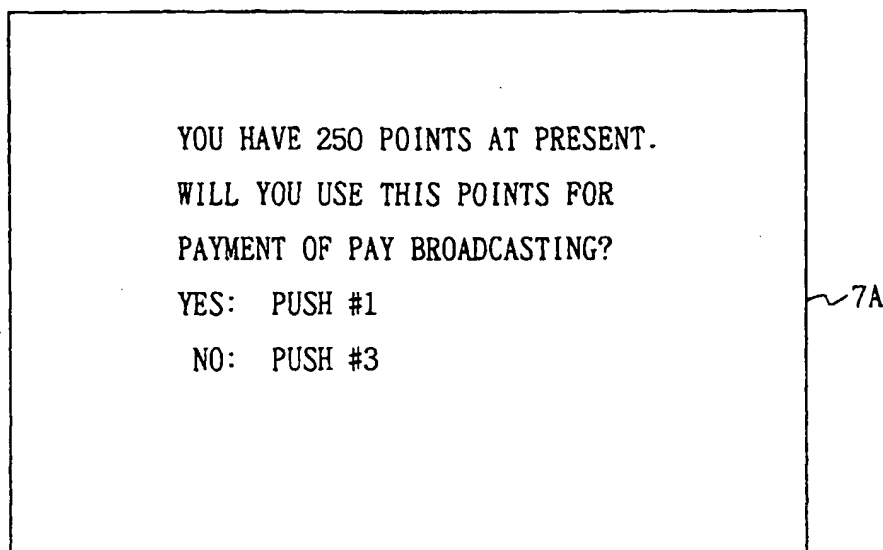 YOU HAVE 250 POINTS AT PRESENT.
WILL YOU USE THIS POINTS FOR
PAYMENT OF PAY BROADCASTING?
YES: PUSH #1
NO: PUSH #3
7A